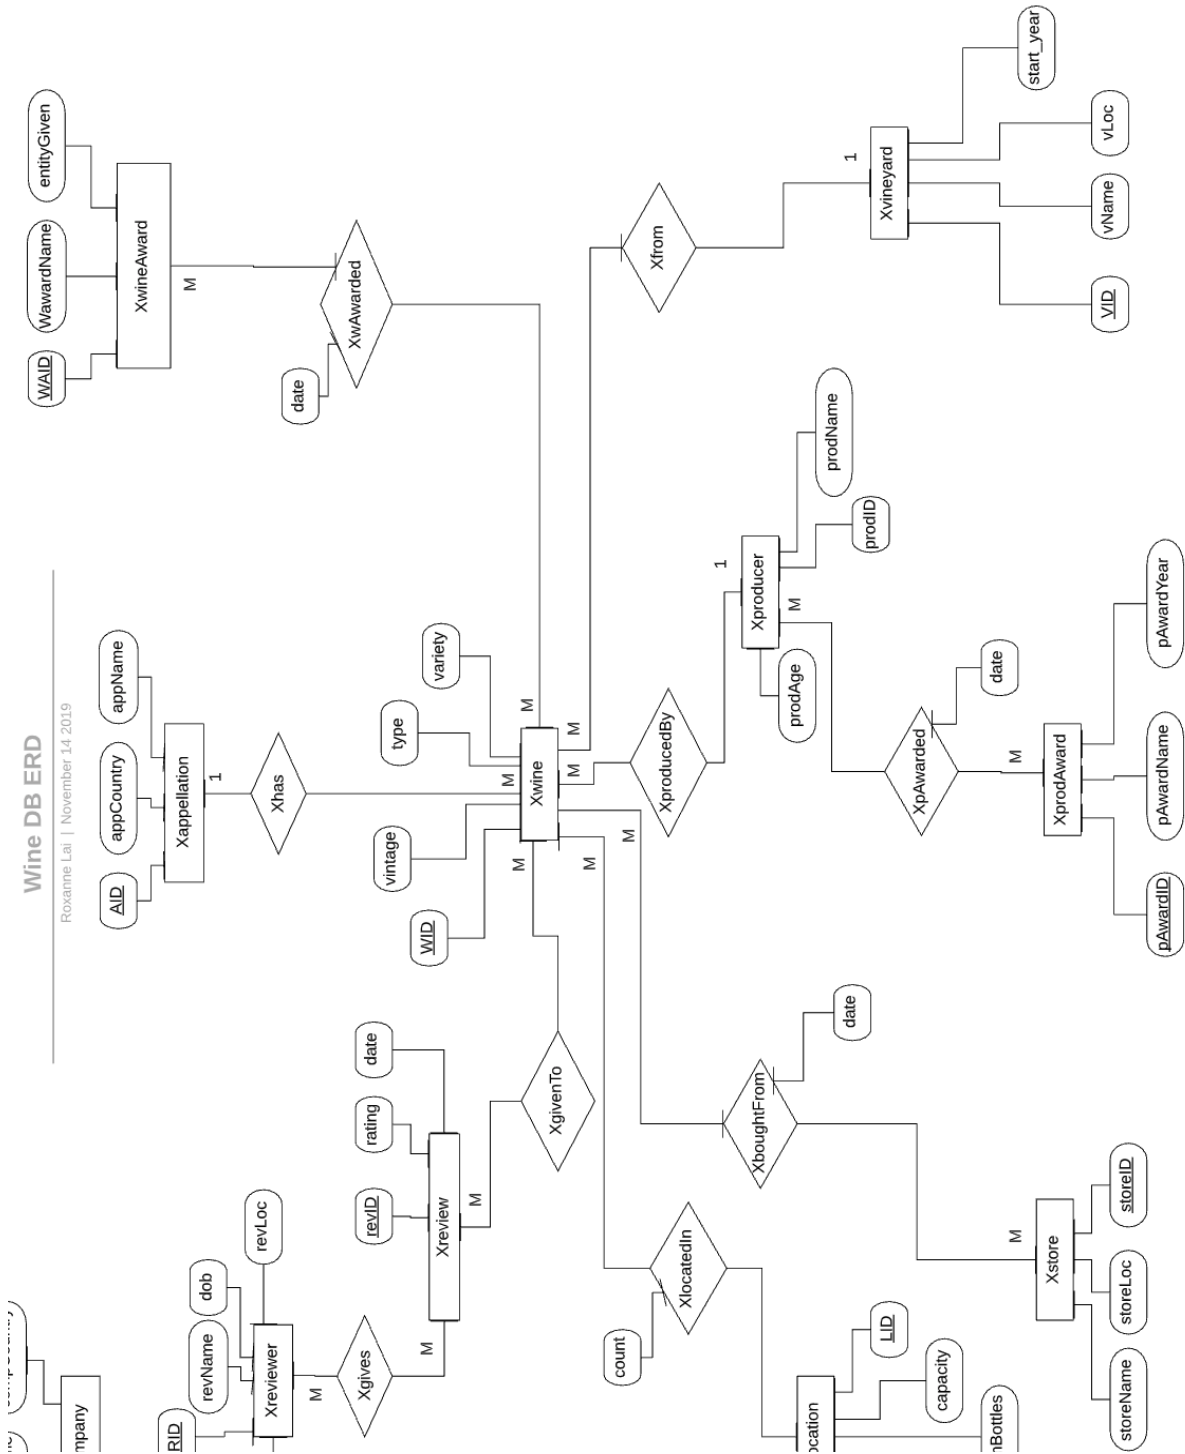 Wine DB ERD
Roxanne Lai | November 14 2019
RID
revName
dob
revLoc
Xreviewer
M
Xgives
M
revID
rating
date
Xreview
M
XgivenTo
M
AID
appCountry
appName
Xappellation
1
Xhas
M
WID
vintage
type
variety
Xwine
WAID
WawardName
entityGiven
XwineAward
M
date
XwAwarded
M
M
Xfrom
1
Xvineyard
VID
vName
vLoc
start_year
M
XproducedBy
1
Xproducer
prodAge
prodID
prodName
M
XpAwarded
date
M
XprodAward
pAwardID
pAwardName
pAwardYear
M
XboughtFrom
date
M
Xstore
storeName
storeLoc
storeID
M
count
XlocatedIn
LID
capacity